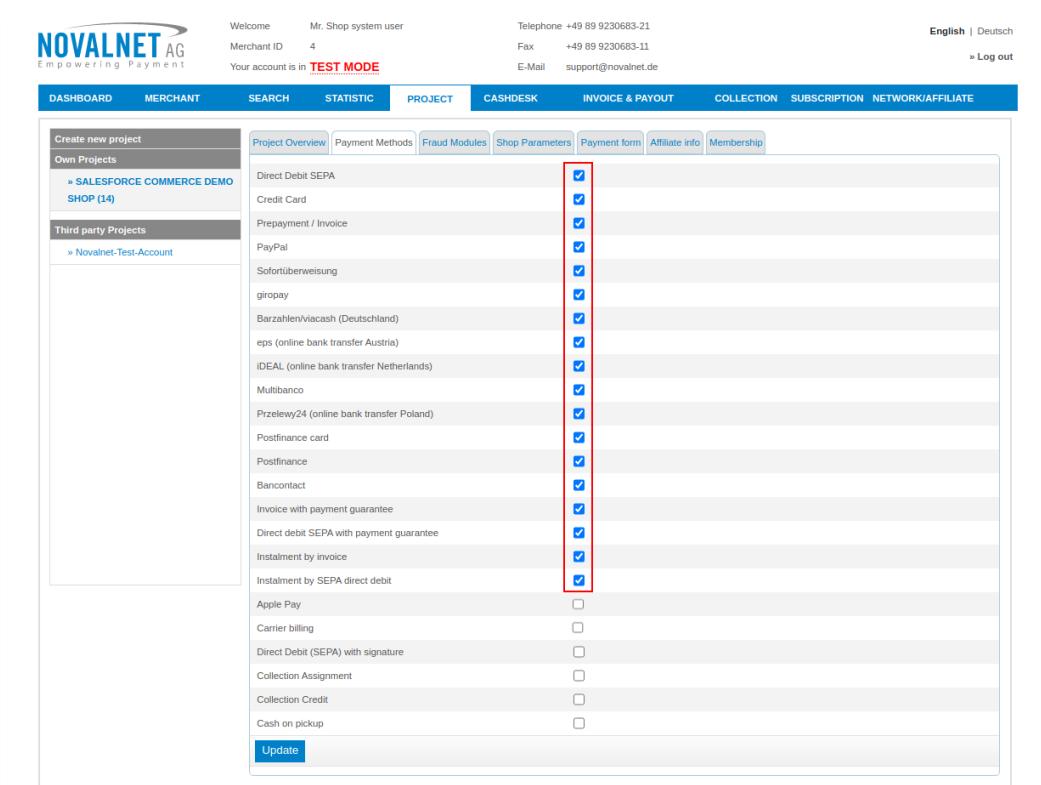 NOVALNET AG
Empowering Payment
Welcome Mr. Shop system user
Merchant ID 4
Your account is in TEST MODE
Telephone +49 89 9230683-21
Fax +49 89 9230683-11
E-Mail support@novalnet.de
English | Deutsch
» Log out
DASHBOARD MERCHANT SEARCH STATISTIC PROJECT CASHDESK INVOICE & PAYOUT COLLECTION SUBSCRIPTION NETWORK/AFFILIATE
Create new project
Own Projects
» SALESFORCE COMMERCE DEMO
SHOP (14)
Third party Projects
» Novalnet-Test-Account
Project Overview Payment Methods Fraud Modules Shop Parameters Payment form Affiliate info Membership
Direct Debit SEPA
Credit Card
Prepayment / Invoice
PayPal
Sofortüberweisung
giropay
Barzahlen/viacash (Deutschland)
eps (online bank transfer Austria)
iDEAL (online bank transfer Netherlands)
Multibanco
Przelewy24 (online bank transfer Poland)
Postfinance card
Postfinance
Bancontact
Invoice with payment guarantee
Direct debit SEPA with payment guarantee
Instalment by invoice
Instalment by SEPA direct debit
Apple Pay
Carrier billing
Direct Debit (SEPA) with signature
Collection Assignment
Collection Credit
Cash on pickup
Update